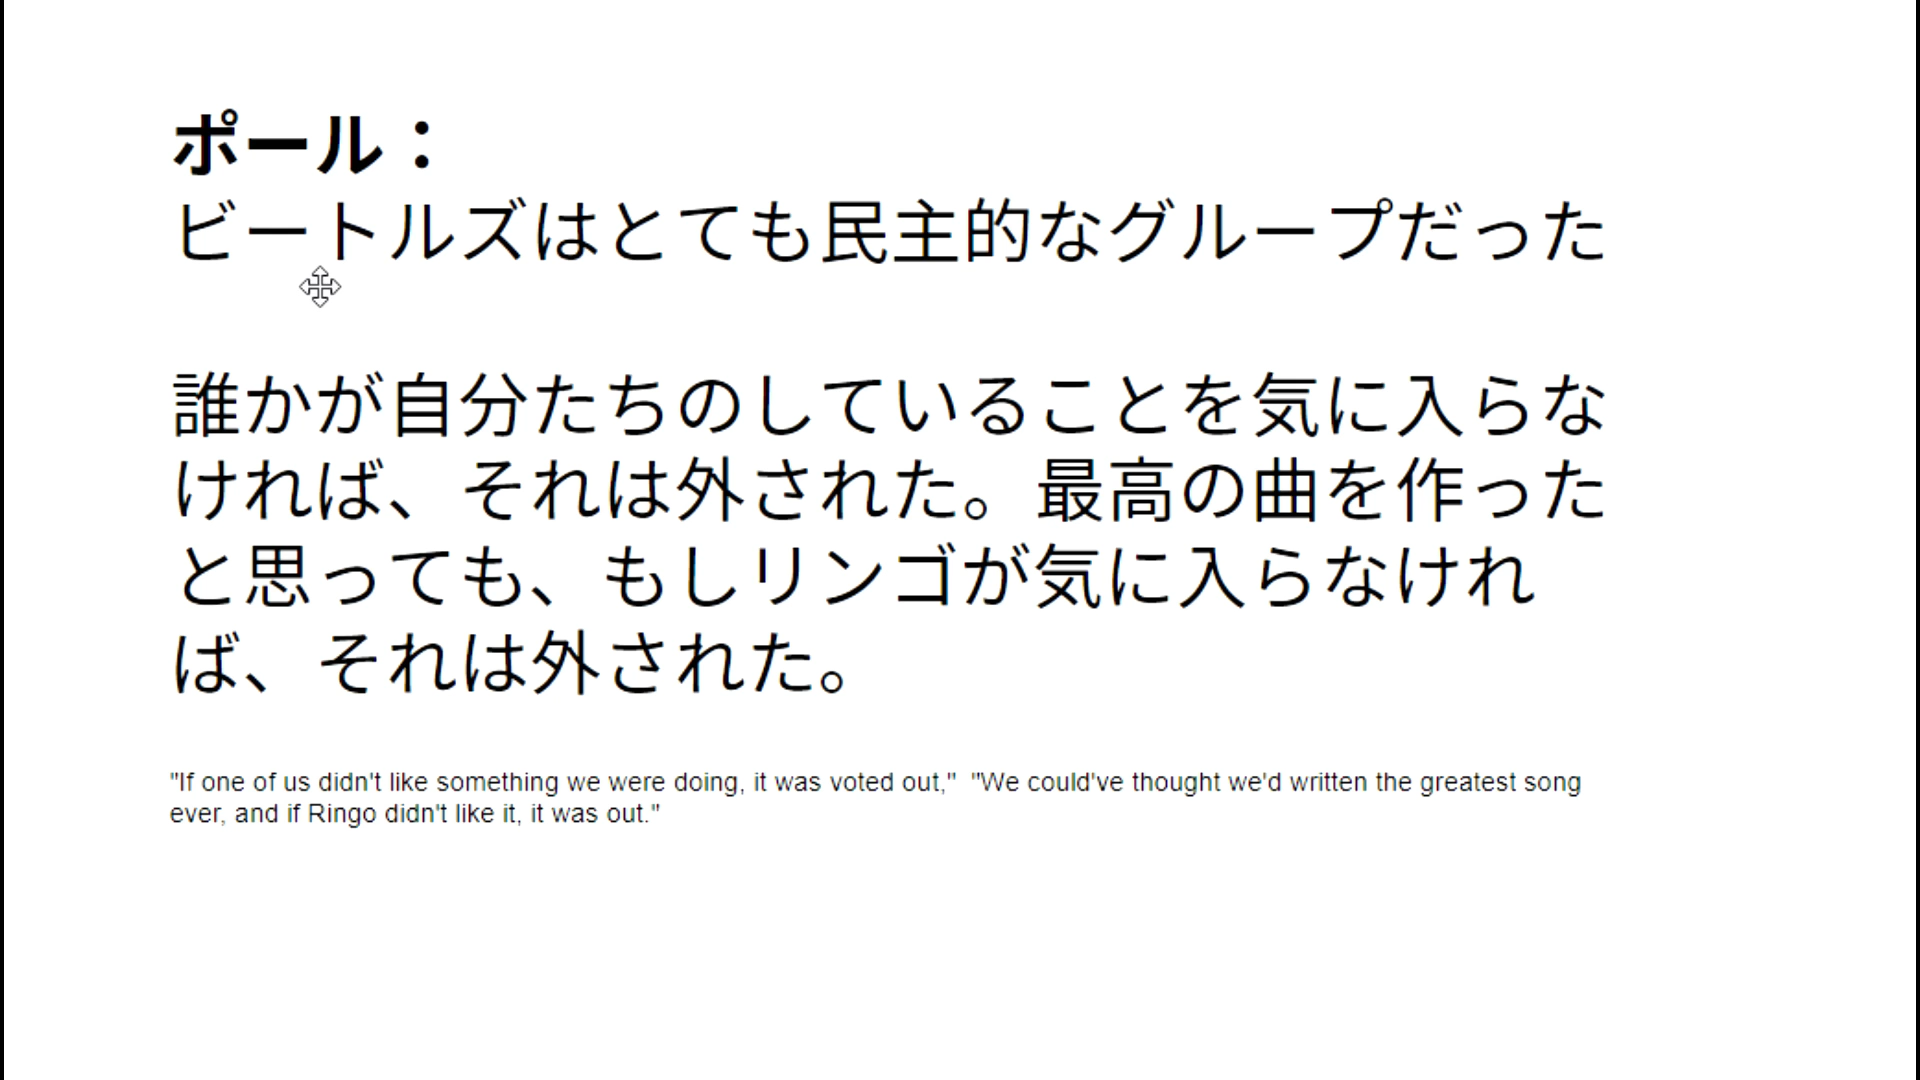 ポール：
ビートルズはとても民主的なグループだった
誰かが自分たちのしていることを気に入らな
ければ、それは外された。最高の曲を作った
と思っても、もしリンゴが気に入らなけれ
ば、それは外された。
"If one of us didn't like something we were doing, it was voted out,"  "We could've thought we'd written the greatest song
ever, and if Ringo didn't like it, it was out."